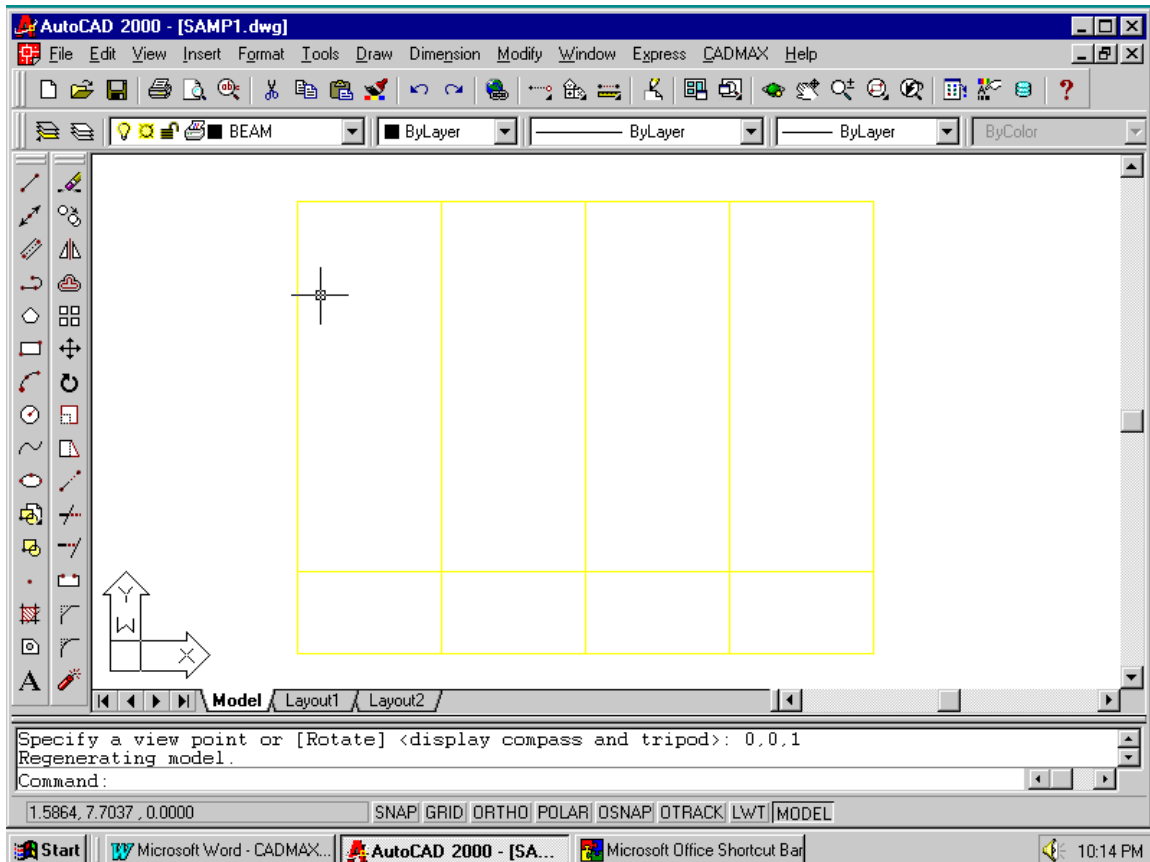 AutoCAD 2000 - [SAMP1.dwg]
File Edit View Insert Format Tools Draw Dimension Modify Window Express CADMAX Help
BEAM ByLayer ByLayer ByLayer ByColor
A
Y
W
X
Model Layout1 Layout2
Specify a view point or [Rotate] <display compass and tripod>: 0,0,1
Regenerating model.
Command:
1.5864, 7.7037 , 0.0000 SNAP GRID ORTHO POLAR OSNAP OTRACK LWT MODEL
Start Microsoft Word - CADMAX... AutoCAD 2000 - [SA... Microsoft Office Shortcut Bar 10:14 PM